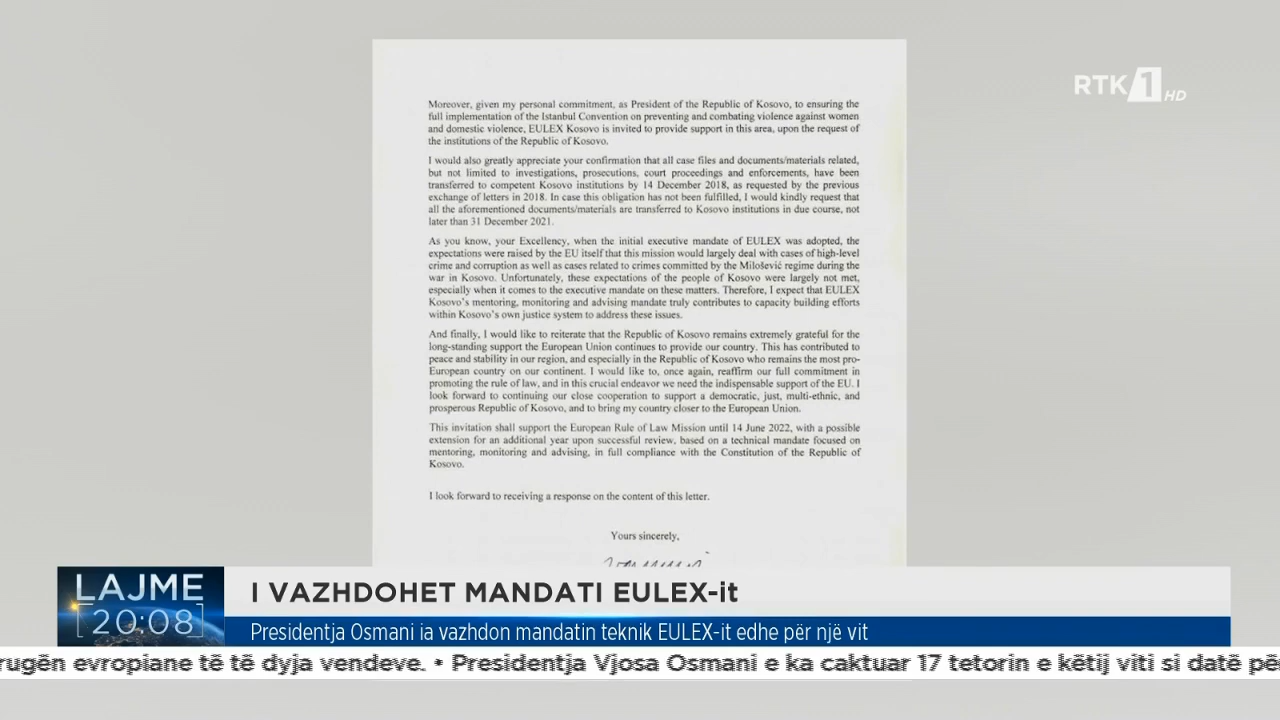 RTK 1 HD
Moreover, given my personal commitment, as President of the Republic of Kosovo, to ensuring the
full implementation of the Istanbul Convention on preventing and combating violence against women
and domestic violence, EULEX Kosovo is invited to provide support in this area, upon the request of
the institutions of the Republic of Kosovo.
I would also greatly appreciate your confirmation that all case files and documents/materials related,
but not limited to investigations, prosecutions, court proceedings and enforcements, have been
transferred to competent Kosovo institutions by 14 December 2018, as requested by the previous
exchange of letters in 2018. In case this obligation has not been fulfilled, I would kindly request that
all the aforementioned documents/materials are transferred to Kosovo institutions in due course, not
later than 31 December 2021.
As you know, your Excellency, when the initial executive mandate of EULEX was adopted, the
expectations were raised by the EU itself that this mission would largely deal with cases of high-level
crime and corruption as well as cases related to crimes committed by the Milošević regime during the
war in Kosovo. Unfortunately, these expectations of the people of Kosovo were largely not met,
especially when it comes to the executive mandate on these matters. Therefore, I expect that EULEX
Kosovo's mentoring, monitoring and advising mandate truly contributes to capacity building efforts
within Kosovo's own justice system to address these issues.
And finally, I would like to reiterate that the Republic of Kosovo remains extremely grateful for the
long-standing support the European Union continues to provide our country. This has contributed to
peace and stability in our region, and especially in the Republic of Kosovo who remains the most pro-
European country on our continent. I would like to, once again, reaffirm our full commitment in
promoting the rule of law, and in this crucial endeavor we need the indispensable support of the EU. I
look forward to continuing our close cooperation to support a democratic, just, multi-ethnic, and
prosperous Republic of Kosovo, and to bring my country closer to the European Union.
This invitation shall support the European Rule of Law Mission until 14 June 2022, with a possible
extension for an additional year upon successful review, based on a technical mandate focused on
mentoring, monitoring and advising, in full compliance with the Constitution of the Republic of
Kosovo.
I look forward to receiving a response on the content of this letter.
Yours sincerely,
LAJME
20:08
I VAZHDOHET MANDATI EULEX-it
Presidentja Osmani ia vazhdon mandatin teknik EULEX-it edhe për një vit
rugën evropiane të të dyja vendeve. • Presidentja Vjosa Osmani e ka caktuar 17 tetorin e këtij viti si datë pë